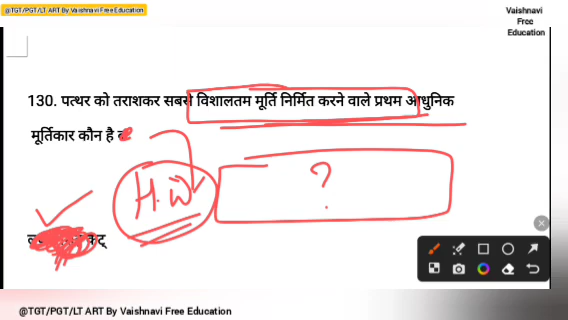 @TGT/PGT/LT ART By Vaishnavi Free Education
Vaishnavi
Free
Education
130. पत्थर को तराशकर सबसे विशालतम मूर्ति निर्मित करने वाले प्रथम आधुनिक
मूर्तिकार कौन है
H.W
?
@TGT/PGT/LT ART By Vaishnavi Free Education